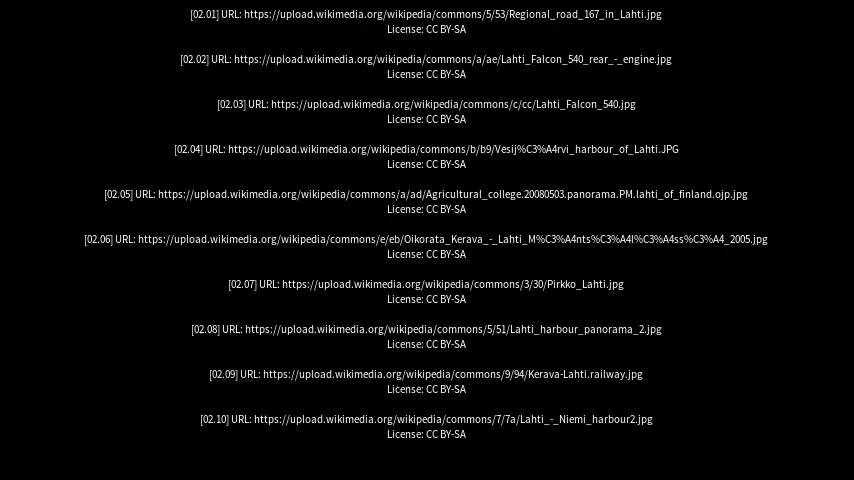 [02.01] URL: https://upload.wikimedia.org/wikipedia/commons/5/53/Regional_road_167_in_Lahti.jpg
License: CC BY-SA
[02.02] URL: https://upload.wikimedia.org/wikipedia/commons/a/ae/Lahti_Falcon_540_rear_-_engine.jpg
License: CC BY-SA
[02.03] URL: https://upload.wikimedia.org/wikipedia/commons/c/cc/Lahti_Falcon_540.jpg
License: CC BY-SA
[02.04] URL: https://upload.wikimedia.org/wikipedia/commons/b/b9/Vesij%C3%A4rvi_harbour_of_Lahti.JPG
License: CC BY-SA
[02.05] URL: https://upload.wikimedia.org/wikipedia/commons/a/ad/Agricultural_college.20080503.panorama.PM.lahti_of_finland.ojp.jpg
License: CC BY-SA
[02.06] URL: https://upload.wikimedia.org/wikipedia/commons/e/eb/Oikorata_Kerava_-_Lahti_M%C3%A4nts%C3%A4l%C3%A4ss%C3%A4_2005.jpg
License: CC BY-SA
[02.07] URL: https://upload.wikimedia.org/wikipedia/commons/3/30/Pirkko_Lahti.jpg
License: CC BY-SA
[02.08] URL: https://upload.wikimedia.org/wikipedia/commons/5/51/Lahti_harbour_panorama_2.jpg
License: CC BY-SA
[02.09] URL: https://upload.wikimedia.org/wikipedia/commons/9/94/Kerava-Lahti.railway.jpg
License: CC BY-SA
[02.10] URL: https://upload.wikimedia.org/wikipedia/commons/7/7a/Lahti_-_Niemi_harbour2.jpg
License: CC BY-SA